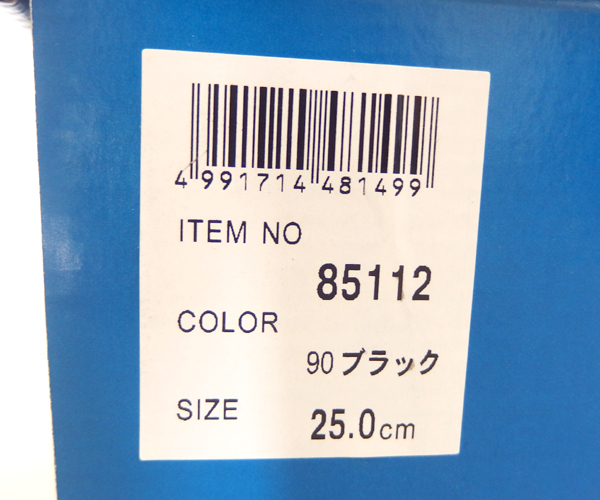 4 991714 481499
ITEM NO
85112
COLOR
90 ブラック
SIZE
25.0cm